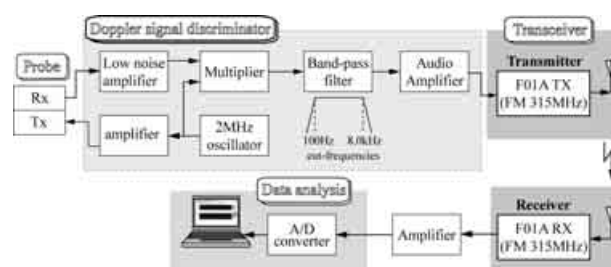 Doppler signal discriminator
Transceiver
Probe
Rx
Tx
Low noise
amplifier
Multiplier
Band-pass
filter
Audio
Amplifier
Transmitter
F01A TX
(FM 315MHz)
amplifier
2MHz
oscillator
100Hz
8.0kHz
cut-frequencies
Data analysis
A/D
converter
Amplifier
Receiver
F01A RX
(FM 315MHz)